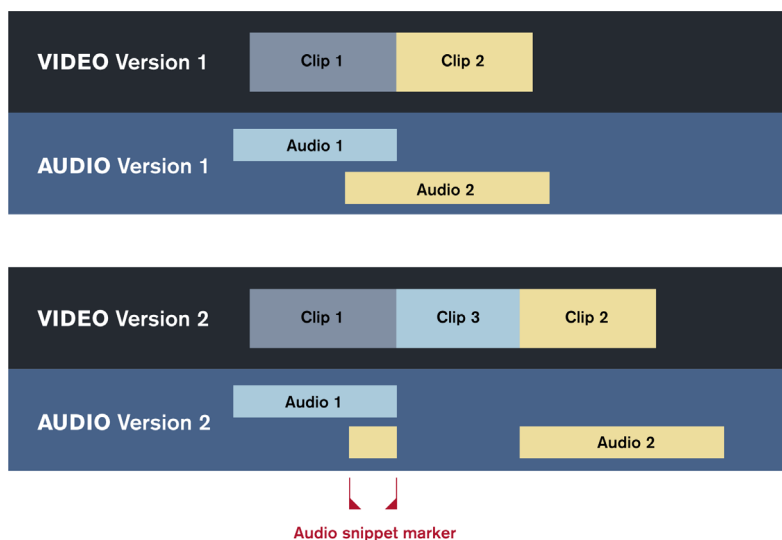 VIDEO Version 1
Clip 1
Clip 2
AUDIO Version 1
Audio 1
Audio 2
VIDEO Version 2
Clip 1
Clip 3
Clip 2
AUDIO Version 2
Audio 1
Audio 2
Audio snippet marker